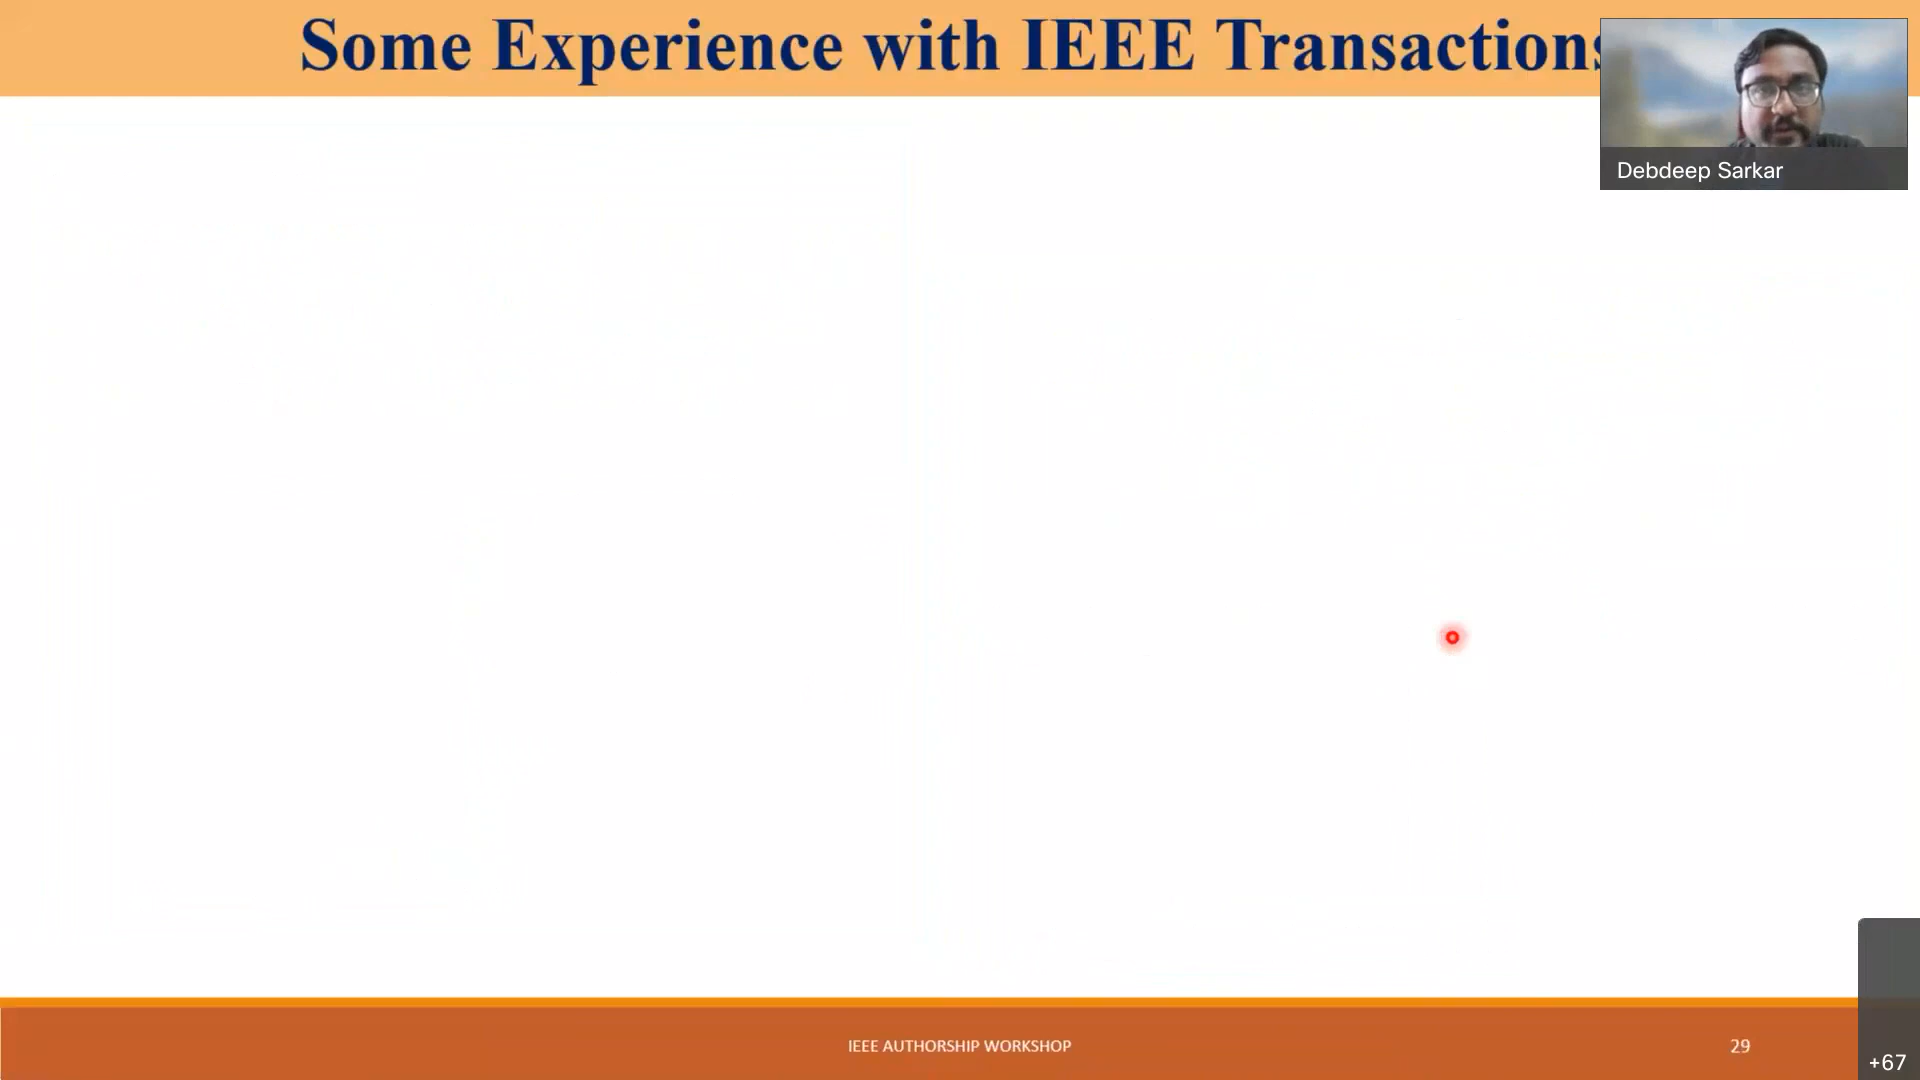 Some Experience with IEEE Transactions
Debdeep Sarkar
IEEE AUTHORSHIP WORKSHOP
29
+67